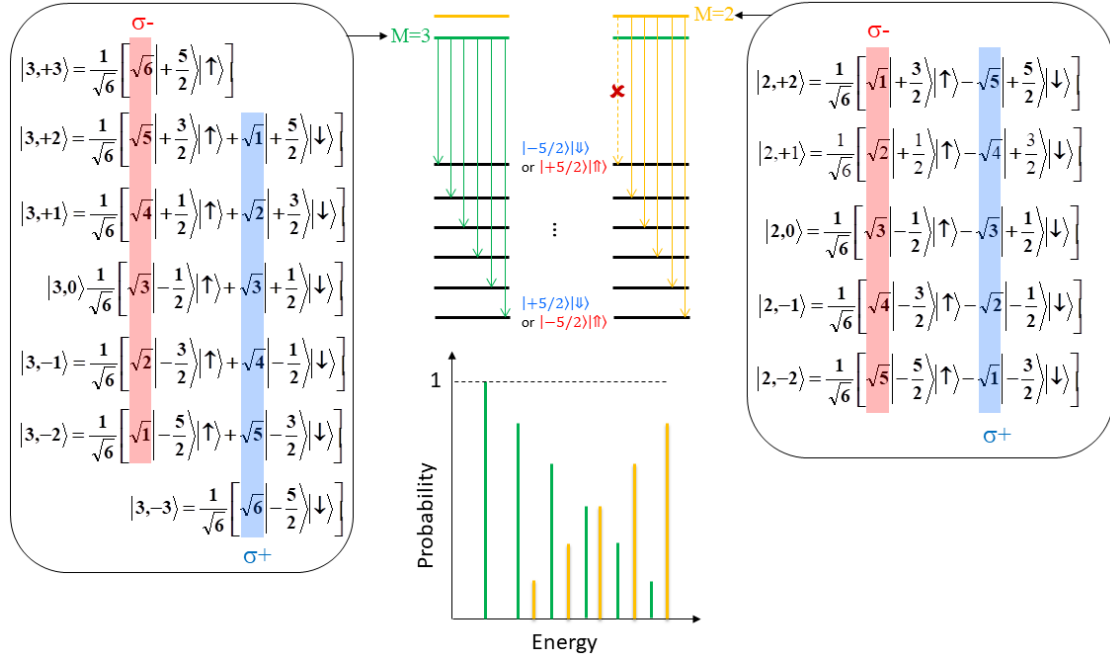 σ-
|3,+3⟩ = 1/√6 [√6 |+5/2⟩|↑⟩]
|3,+2⟩ = 1/√6 [√5 |+3/2⟩|↑⟩ + √1 |+5/2⟩|↓⟩]
|3,+1⟩ = 1/√6 [√4 |+1/2⟩|↑⟩ + √2 |+3/2⟩|↓⟩]
|3,0⟩ 1/√6 [√3 |−1/2⟩|↑⟩ + √3 |+1/2⟩|↓⟩]
|3,−1⟩ = 1/√6 [√2 |−3/2⟩|↑⟩ + √4 |−1/2⟩|↓⟩]
|3,−2⟩ = 1/√6 [√1 |−5/2⟩|↑⟩ + √5 |−3/2⟩|↓⟩]
|3,−3⟩ = 1/√6 [√6 |−5/2⟩|↓⟩]
σ+
M=3
M=2
|−5/2⟩|⇓⟩
or |+5/2⟩|⇑⟩
...
|+5/2⟩|⇓⟩
or |−5/2⟩|⇑⟩
1
Probability
Energy
σ-
|2,+2⟩ = 1/√6 [√1 |+3/2⟩|↑⟩ − √5 |+5/2⟩|↓⟩]
|2,+1⟩ = 1/√6 [√2 |+1/2⟩|↑⟩ − √4 |+3/2⟩|↓⟩]
|2,0⟩ = 1/√6 [√3 |−1/2⟩|↑⟩ − √3 |+1/2⟩|↓⟩]
|2,−1⟩ = 1/√6 [√4 |−3/2⟩|↑⟩ − √2 |−1/2⟩|↓⟩]
|2,−2⟩ = 1/√6 [√5 |−5/2⟩|↑⟩ − √1 |−3/2⟩|↓⟩]
σ+